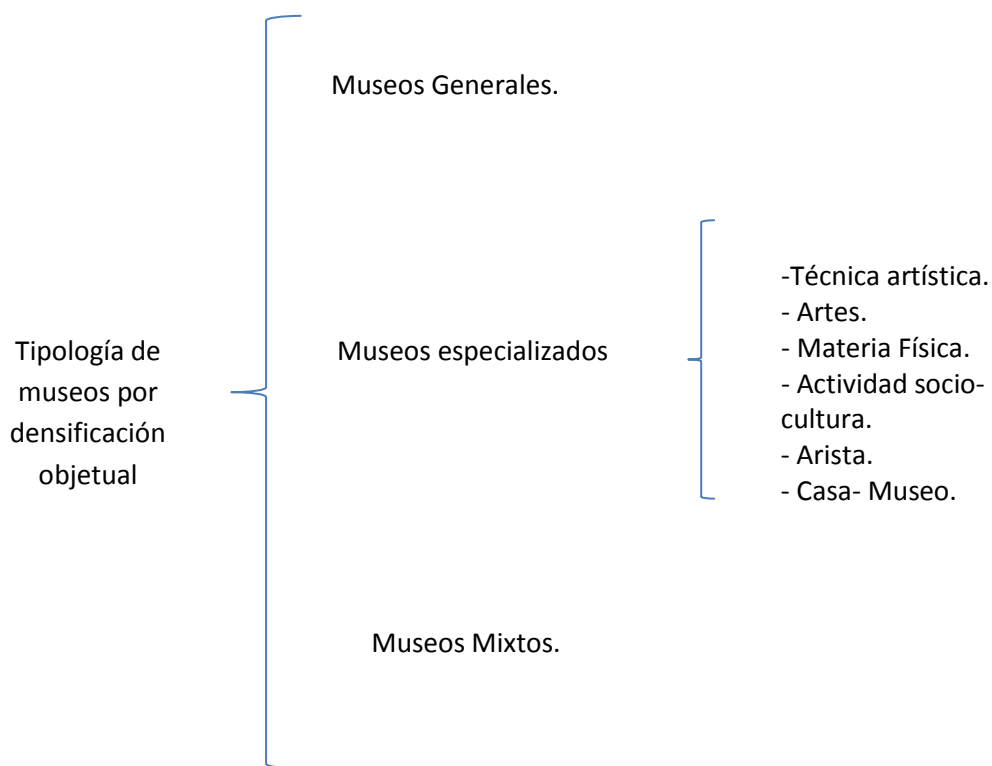 Tipología de
museos por
densificación
objetual
Museos Generales.
Museos especializados
-Técnica artística.
- Artes.
- Materia Física.
- Actividad socio-
cultura.
- Arista.
- Casa- Museo.
Museos Mixtos.